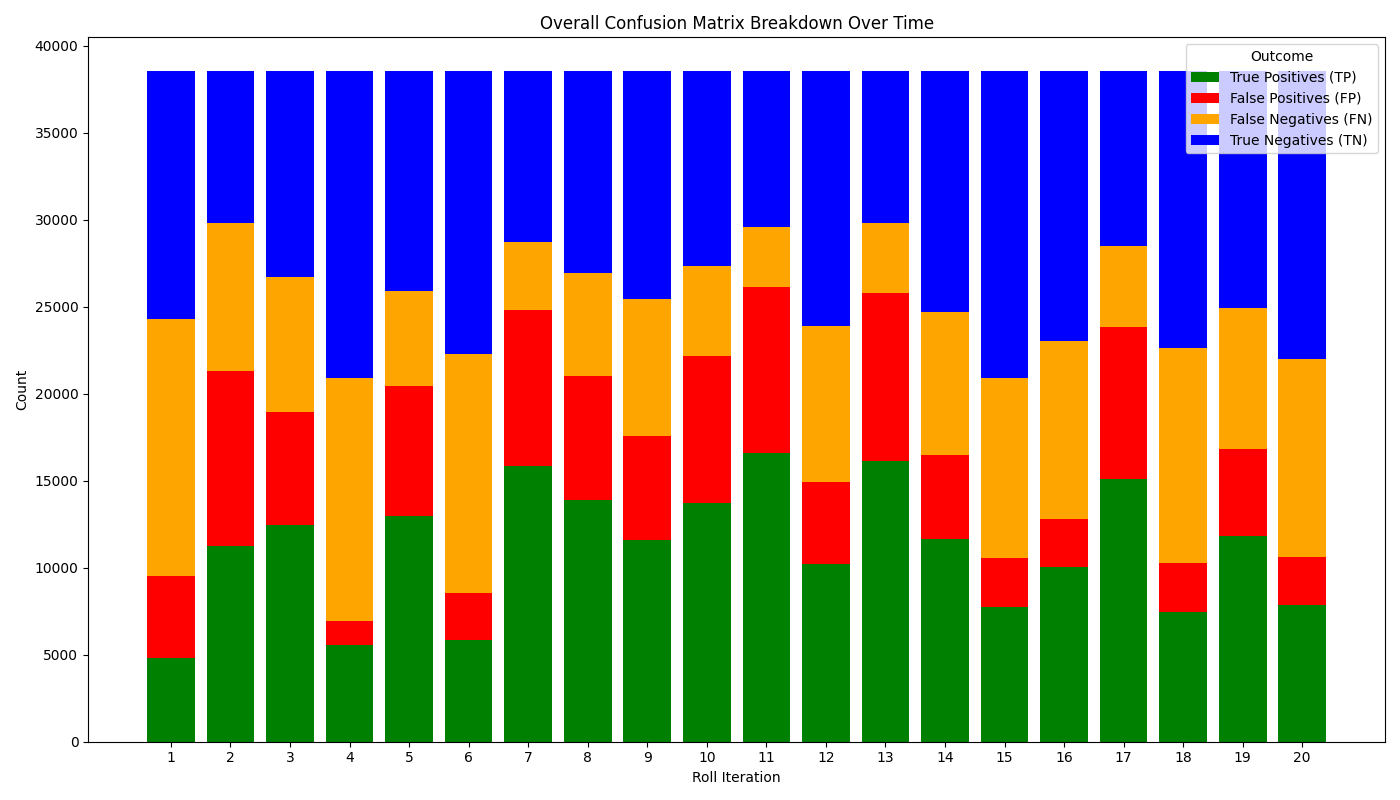 Overall Confusion Matrix Breakdown Over Time
40000
35000
30000
25000
20000
15000
10000
5000
0
Count
Outcome
True Positives (TP)
False Positives (FP)
False Negatives (FN)
True Negatives (TN)
1 2 3 4 5 6 7 8 9 10 11 12 13 14 15 16 17 18 19 20
Roll Iteration